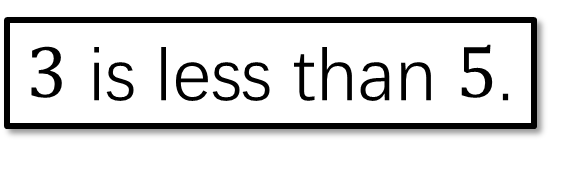 3 is less than 5.